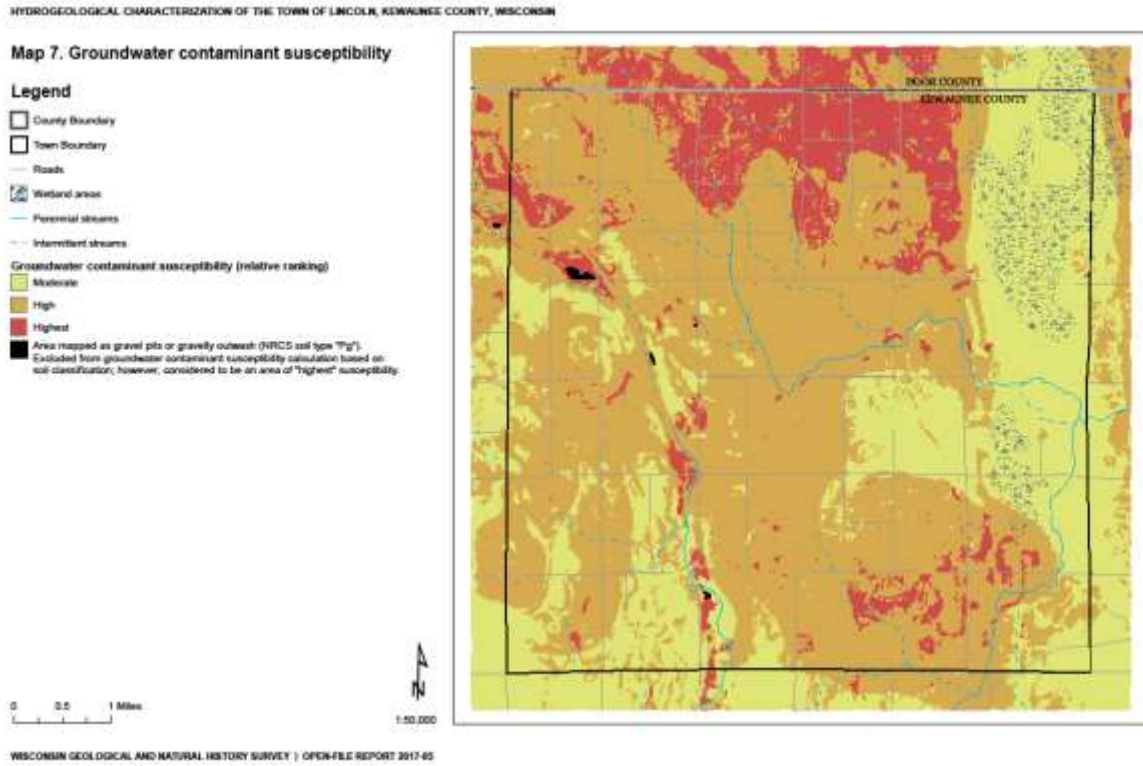 HYDROGEOLOGICAL CHARACTERIZATION OF THE TOWN OF LINCOLN, KEWAUNEE COUNTY, WISCONSIN
Map 7. Groundwater contaminant susceptibility
Legend
County Boundary
Town Boundary
Roads
Wetland areas
Perennial streams
Intermittent streams
Groundwater contaminant susceptibility (relative ranking)
Moderate
High
Highest
Area mapped as gravel pits or gravelly outwash (NRCS soil type "Pg").
Excluded from groundwater contaminant susceptibility calculation based on
soil classification; however, considered to be an area of "highest" susceptibility.
DOOR COUNTY
KEWAUNEE COUNTY
N
0 0.5 1 Miles
1:50,000
WISCONSIN GEOLOGICAL AND NATURAL HISTORY SURVEY | OPEN-FILE REPORT 2017-05